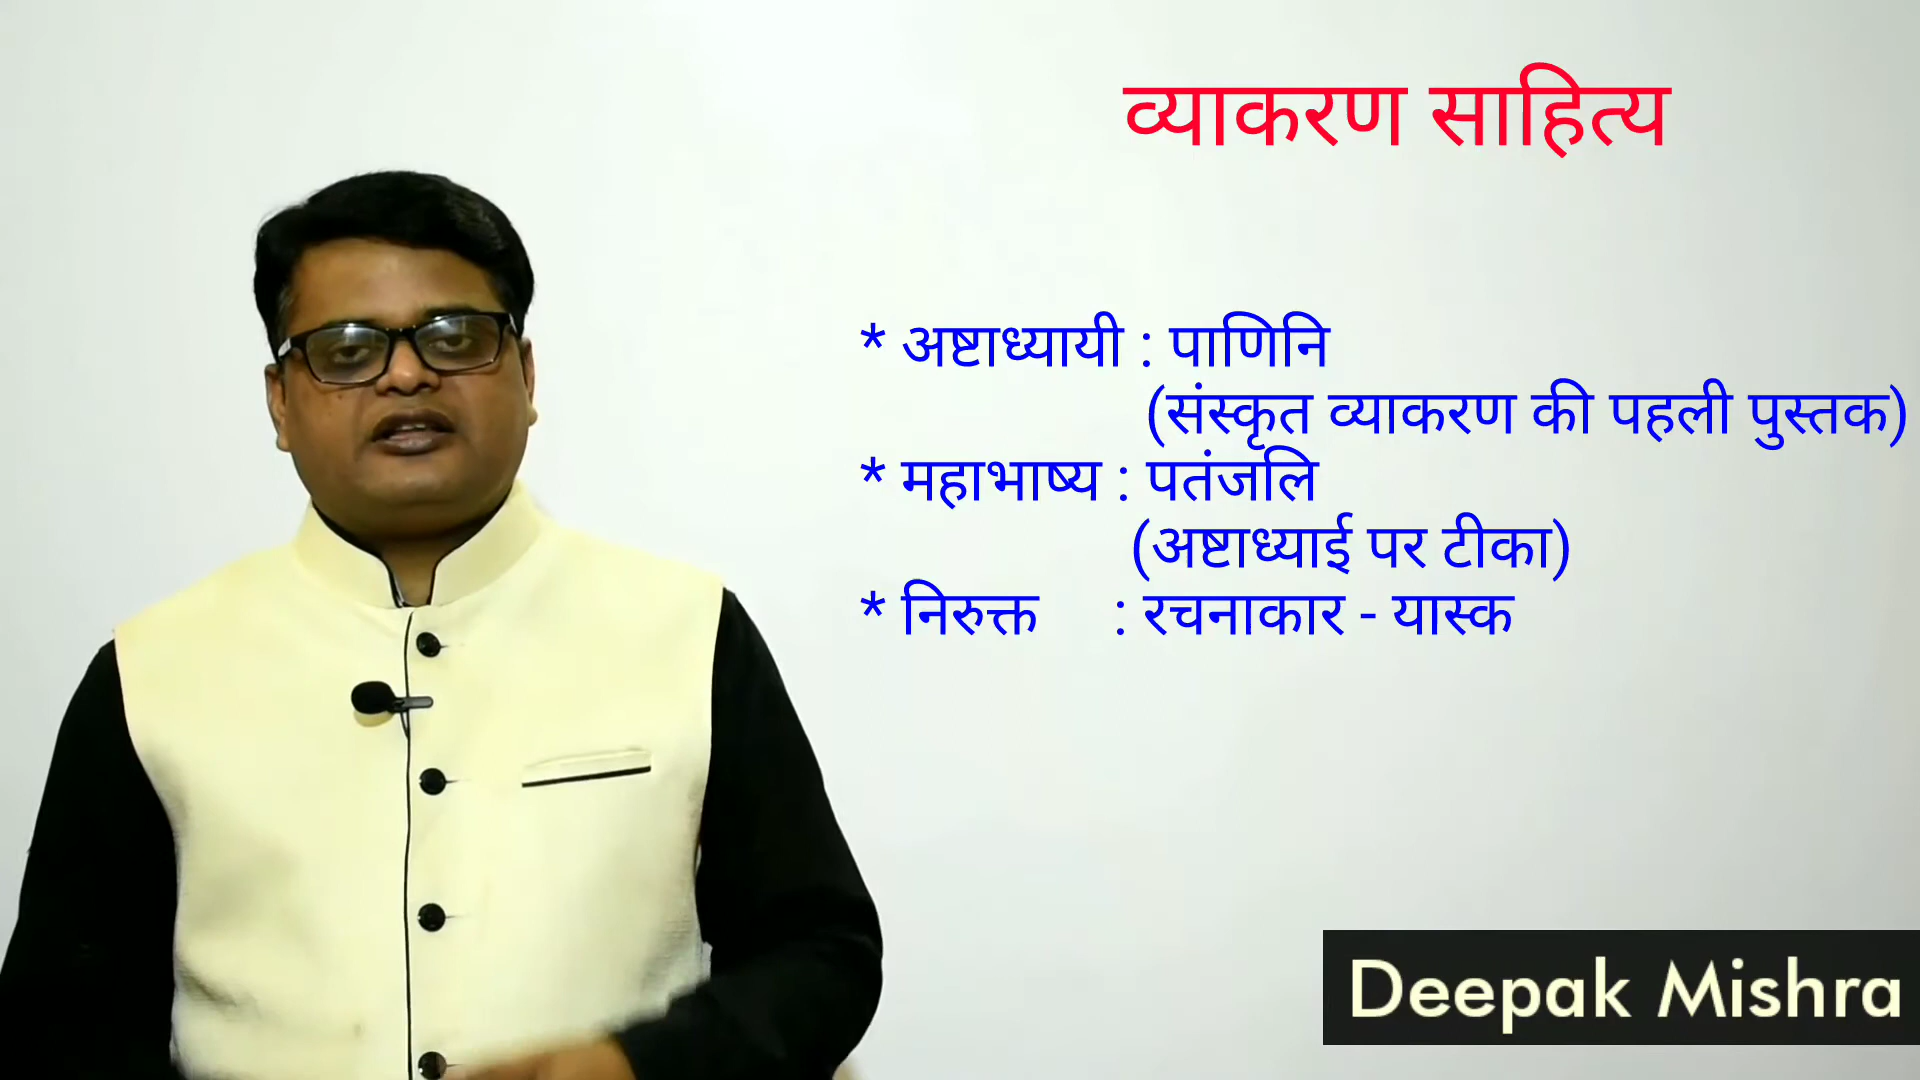 व्याकरण साहित्य
* अष्टाध्यायी : पाणिनि
(संस्कृत व्याकरण की पहली पुस्तक)
* महाभाष्य : पतंजलि
(अष्टाध्याई पर टीका)
* निरुक्त : रचनाकार - यास्क
Deepak Mishra